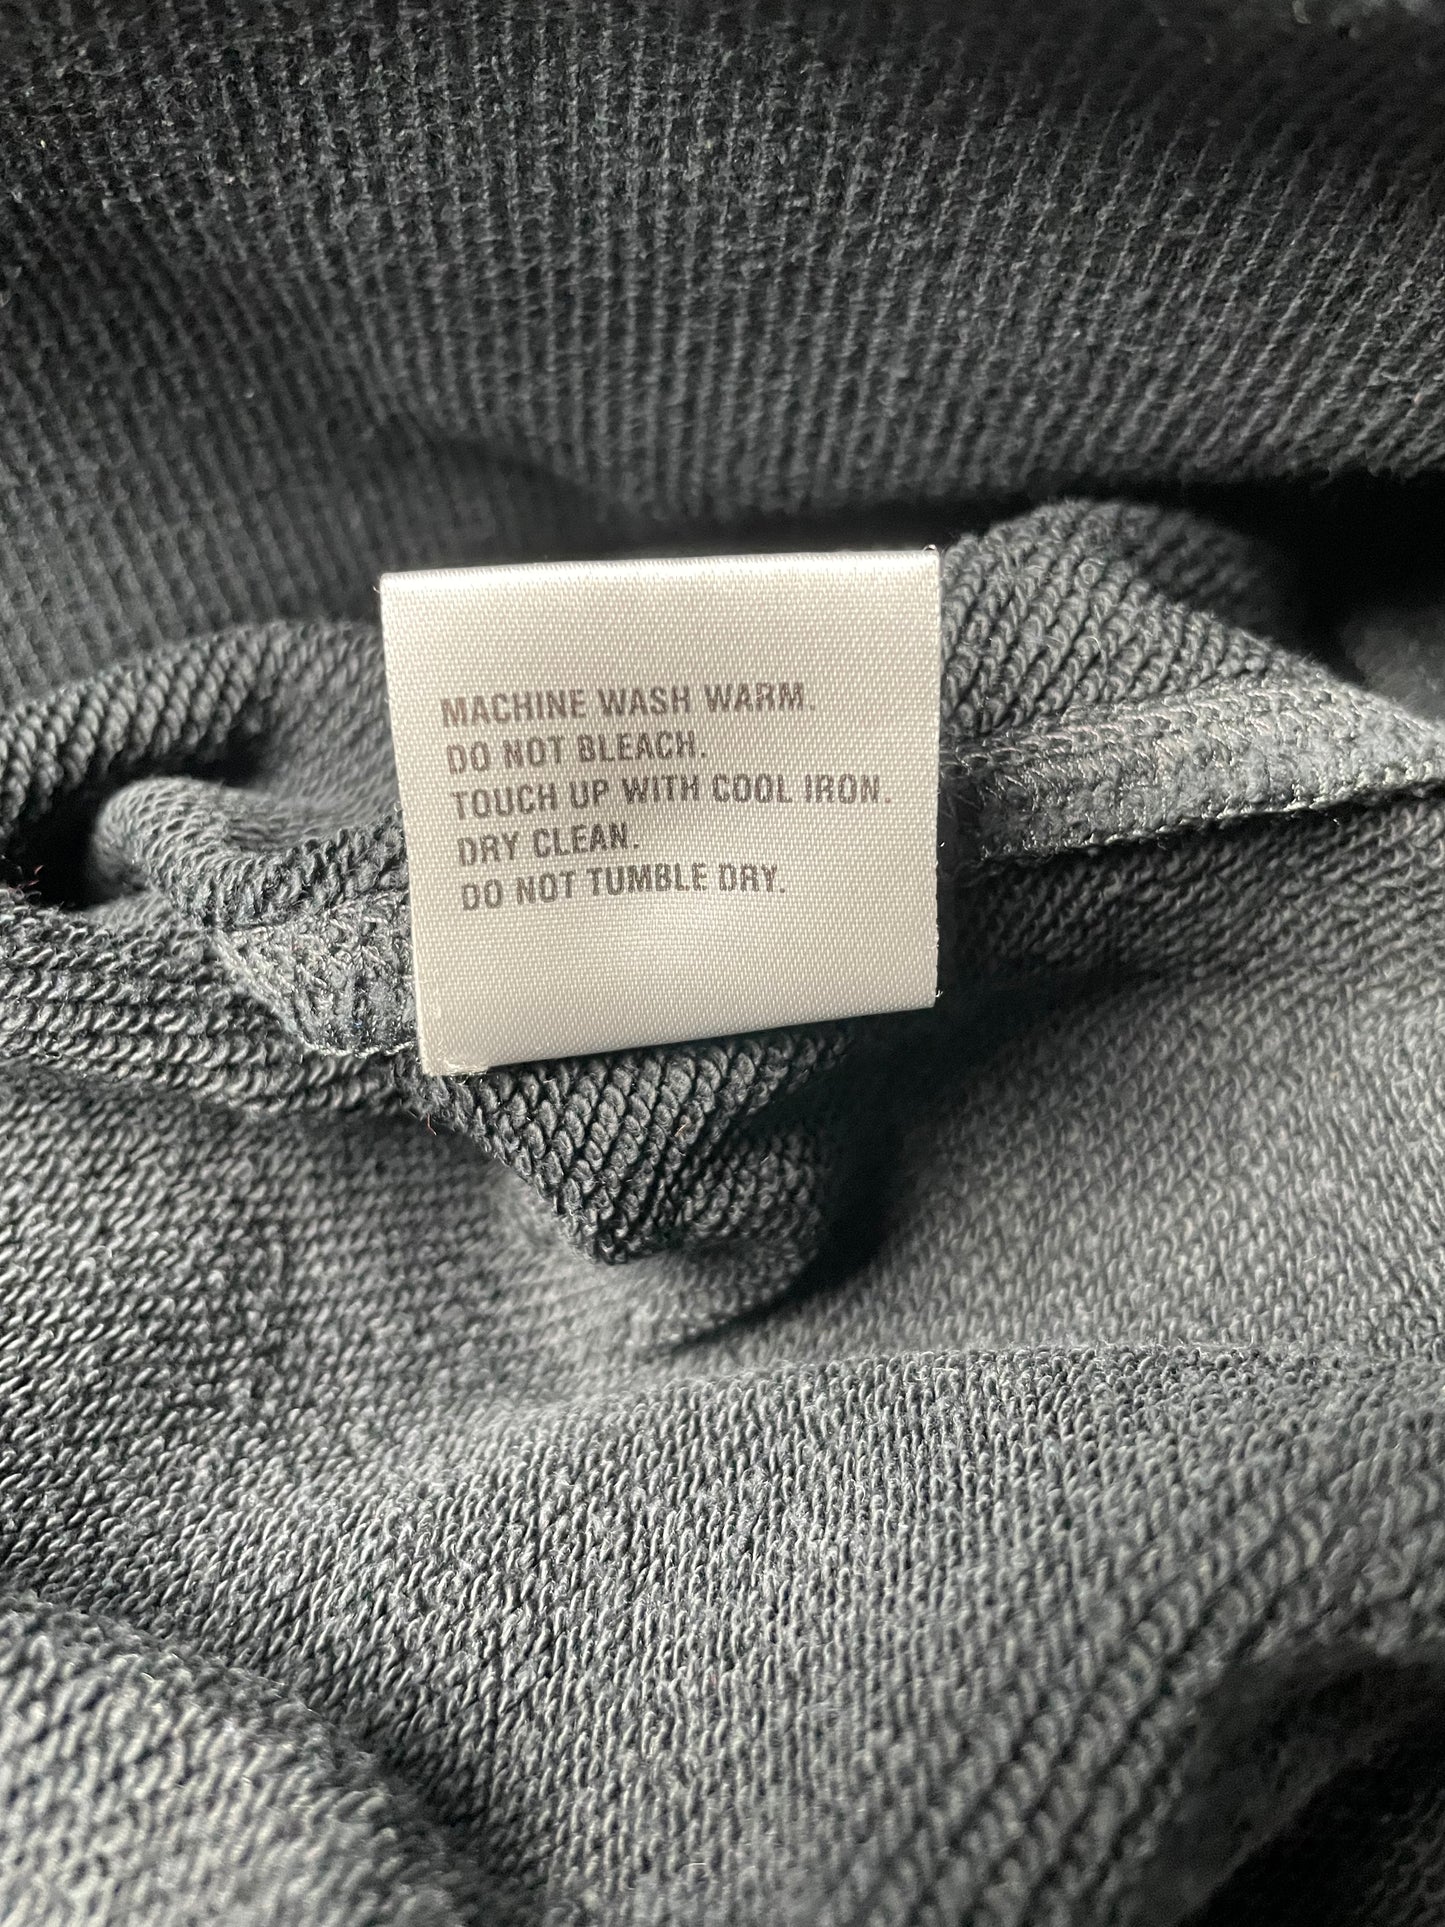 MACHINE WASH WARM.
DO NOT BLEACH.
TOUCH UP WITH COOL IRON.
DRY CLEAN.
DO NOT TUMBLE DRY.